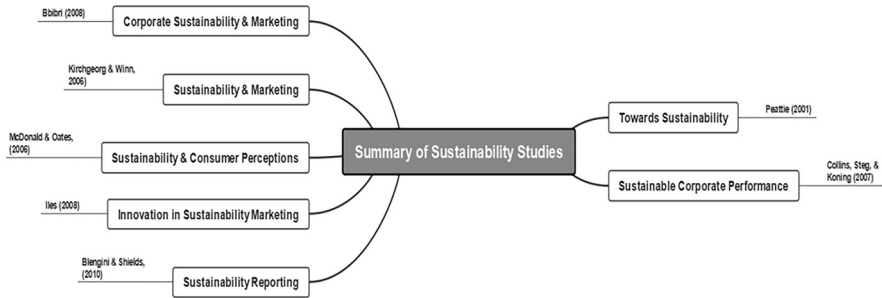 Bbibri (2008)
Corporate Sustainability & Marketing
Kirchgeorg & Winn,
2006)
Sustainability & Marketing
McDonald & Oates,
(2006)
Sustainability & Consumer Perceptions
Iles (2008)
Innovation in Sustainability Marketing
Blengini & Shields,
(2010)
Sustainability Reporting
Summary of Sustainability Studies
Towards Sustainability
Peattie (2001)
Sustainable Corporate Performance
Collins, Steg, &
Koning (2007)